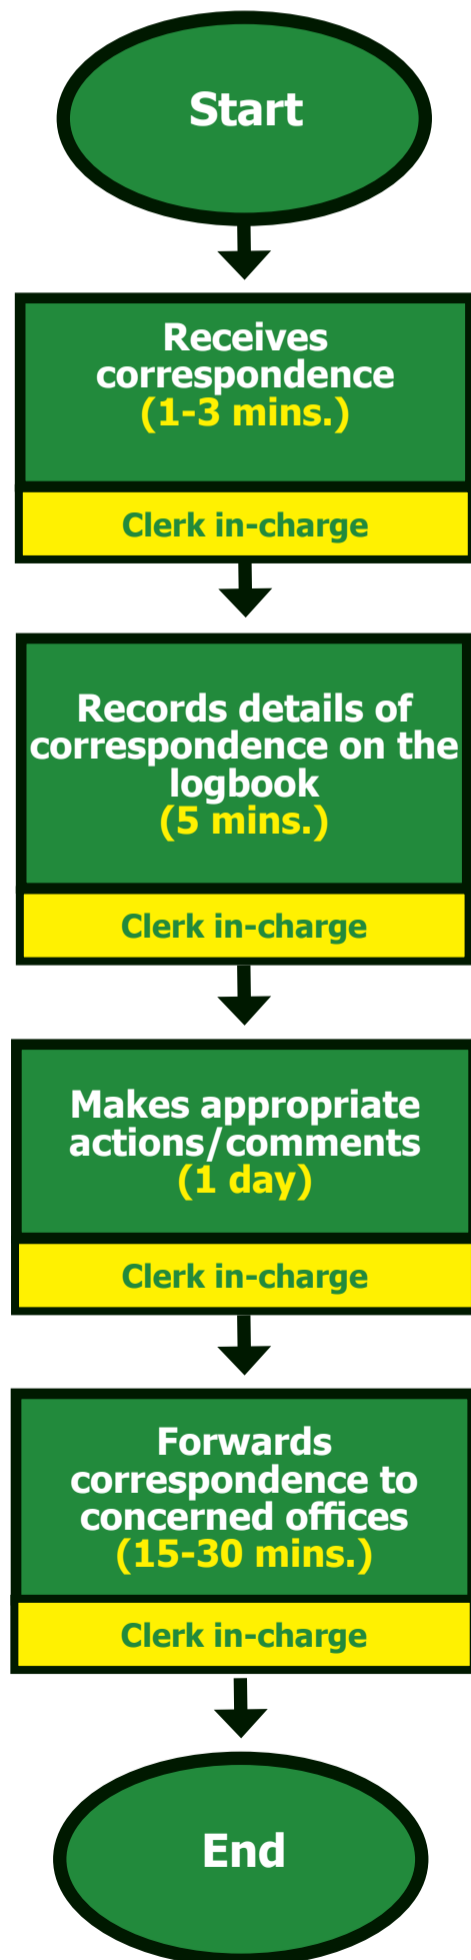 Start
Receives
correspondence
(1-3 mins.)
Clerk in-charge
Records details of
correspondence on the
logbook
(5 mins.)
Clerk in-charge
Makes appropriate
actions/comments
(1 day)
Clerk in-charge
Forwards
correspondence to
concerned offices
(15-30 mins.)
Clerk in-charge
End